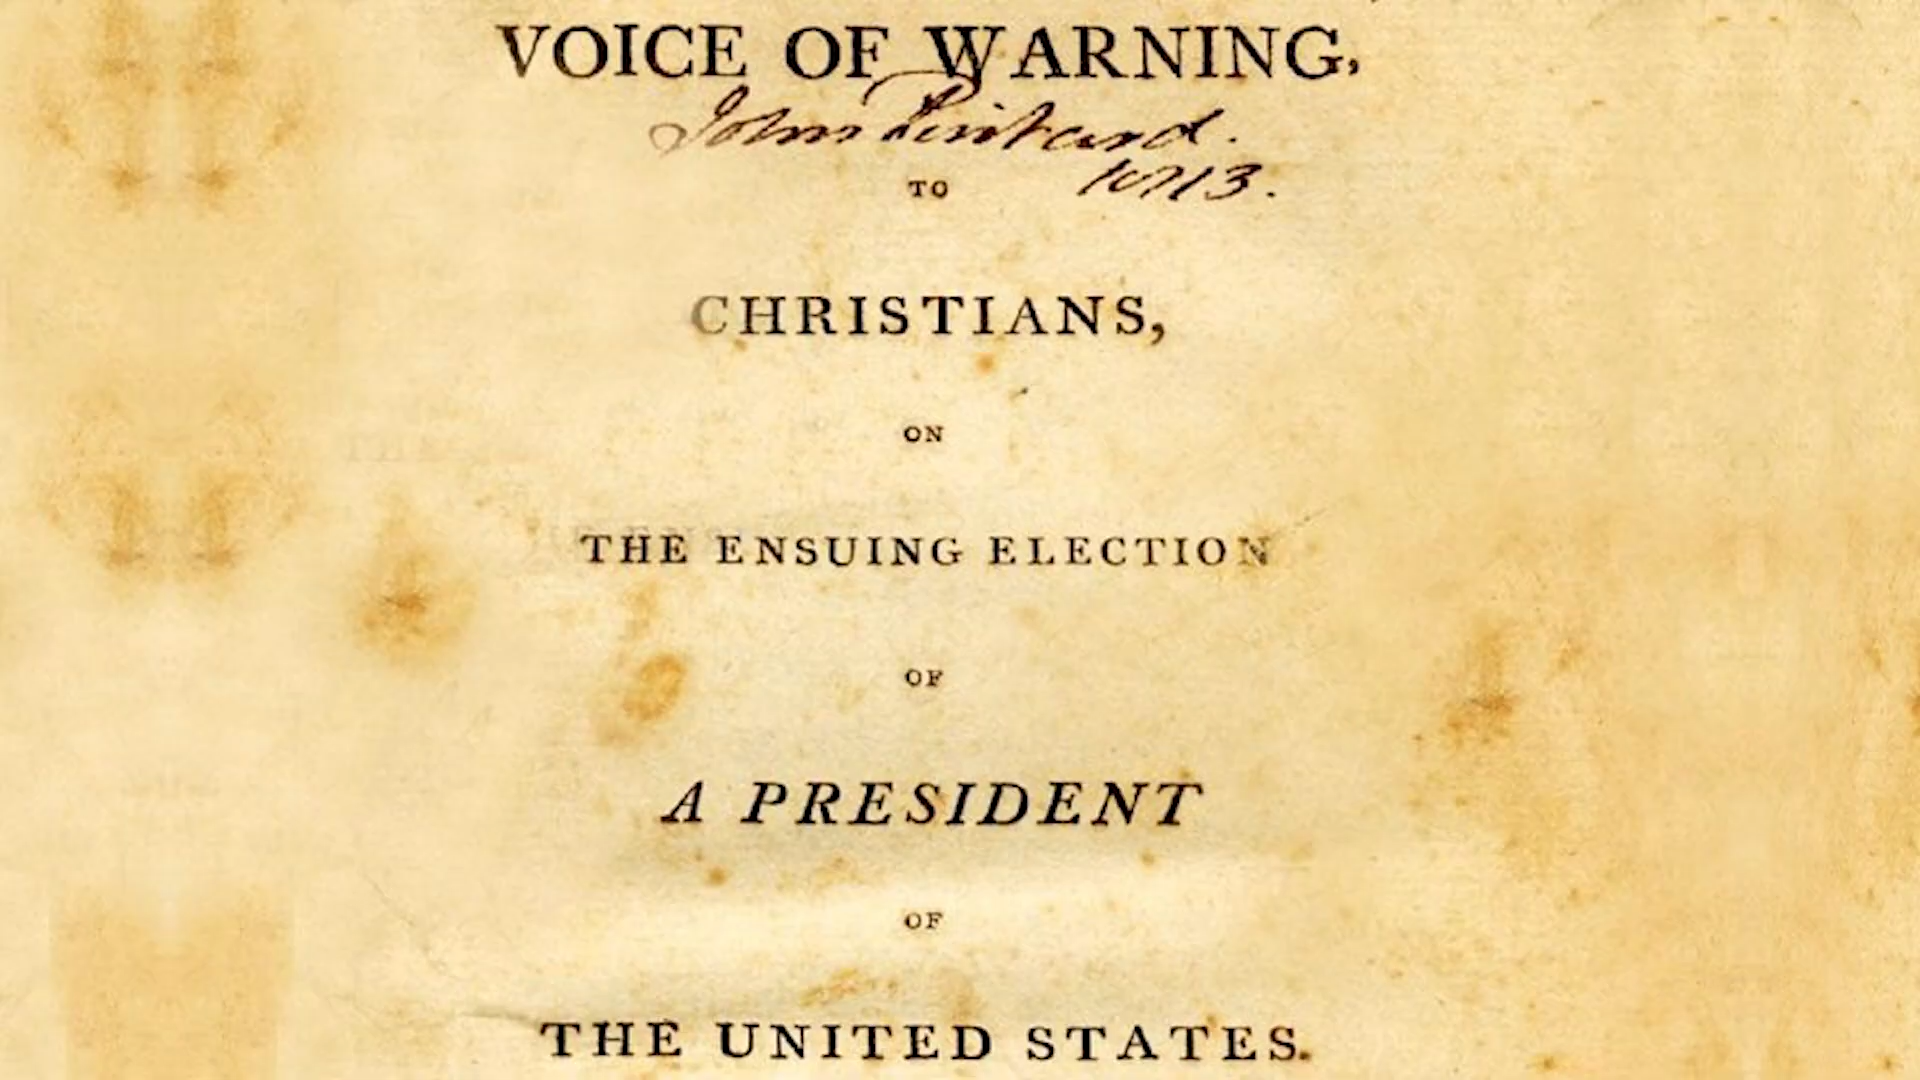 VOICE OF WARNING,
John Pintard.
1813.
TO
CHRISTIANS,
ON
THE ENSUING ELECTION
OF
A PRESIDENT
OF
THE UNITED STATES.